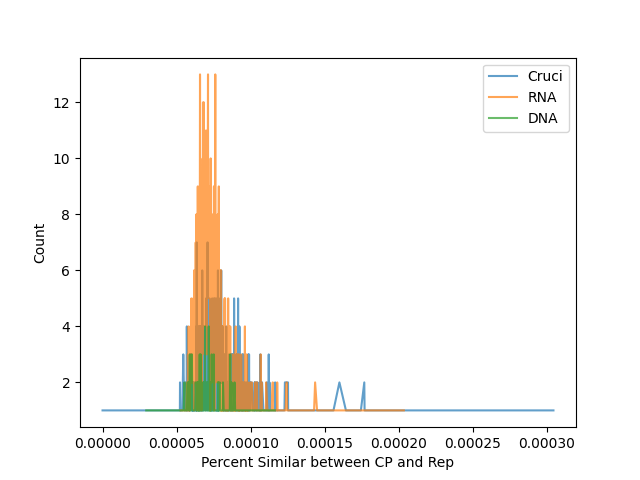 Cruci
RNA
DNA
12
10
8
6
4
2
Count
0.00000 0.00005 0.00010 0.00015 0.00020 0.00025 0.00030
Percent Similar between CP and Rep